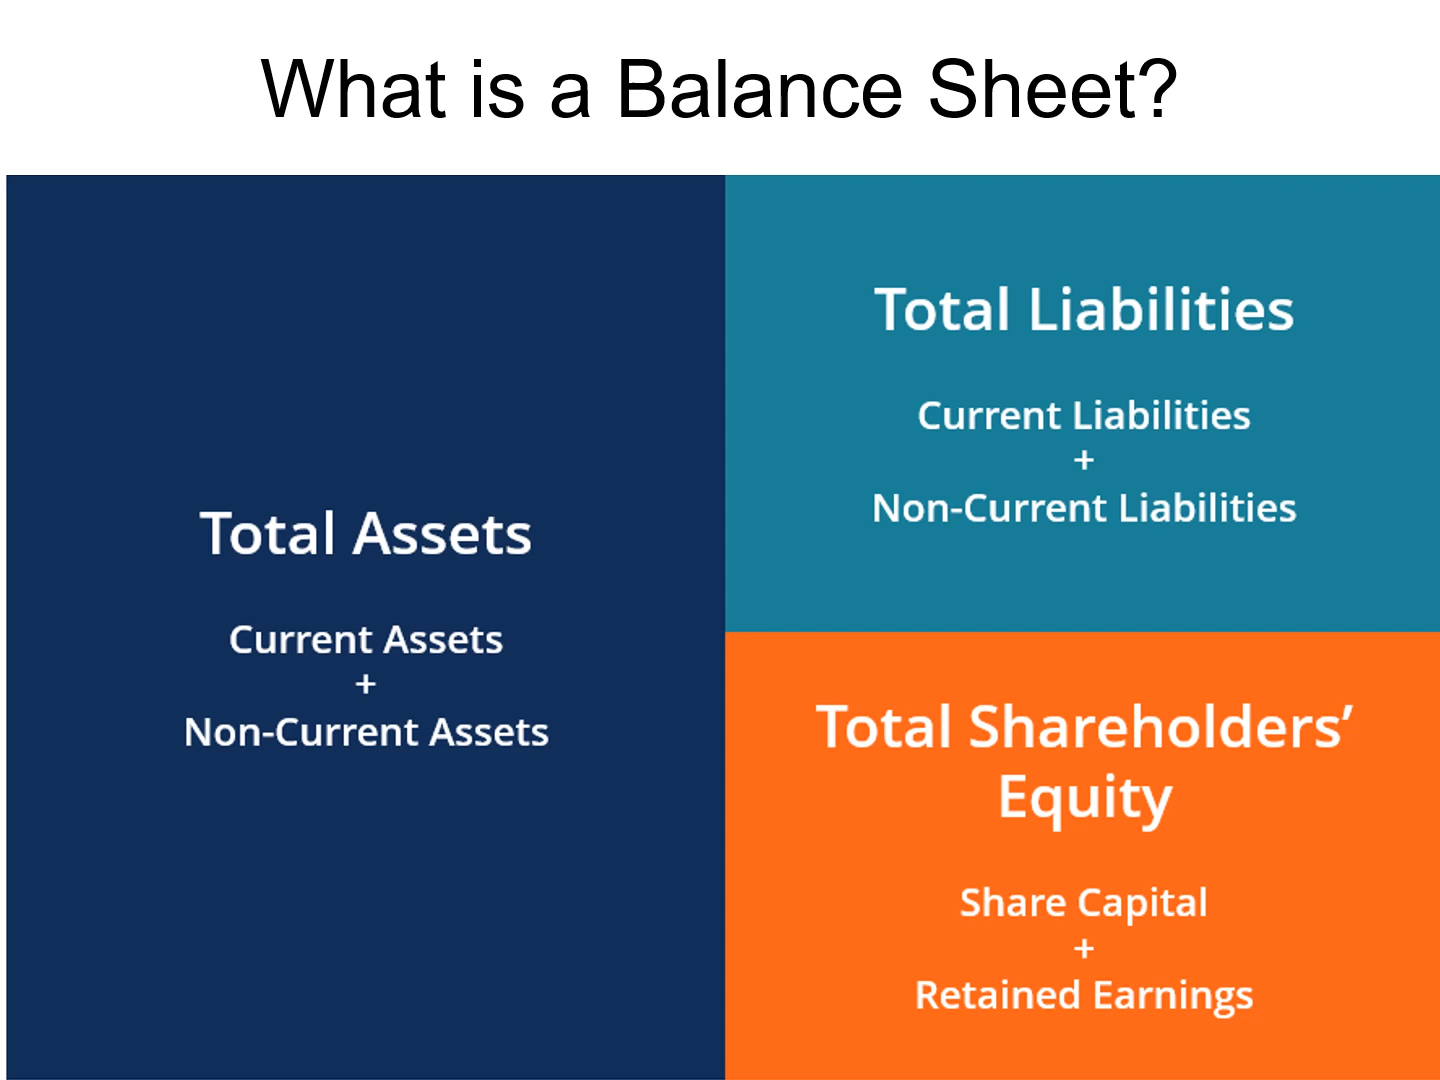 What is a Balance Sheet?
Total Assets
Current Assets
+
Non-Current Assets
Total Liabilities
Current Liabilities
+
Non-Current Liabilities
Total Shareholders’
Equity
Share Capital
+
Retained Earnings